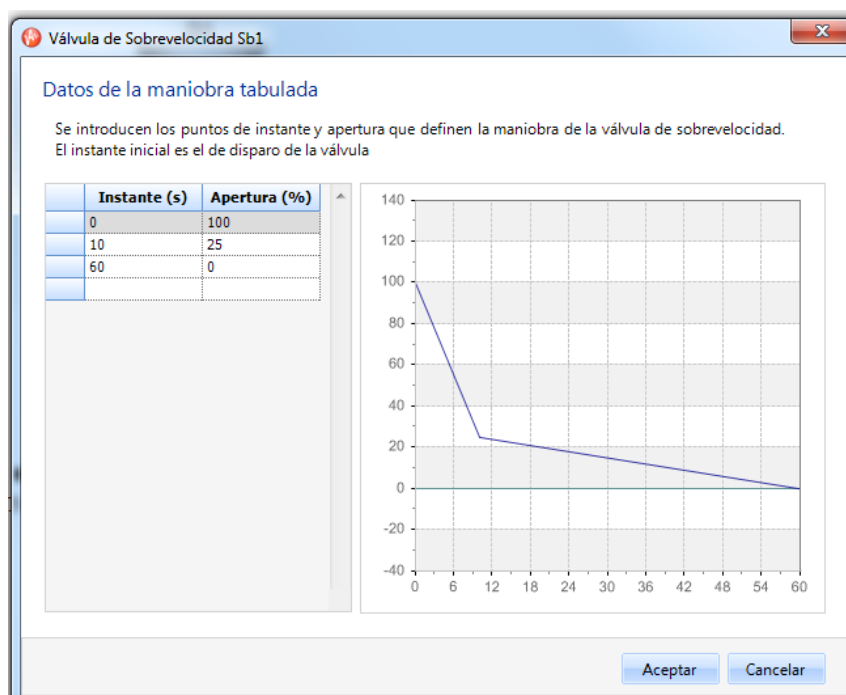 Válvula de Sobrevelocidad Sb1
Datos de la maniobra tabulada
Se introducen los puntos de instante y apertura que definen la maniobra de la válvula de sobrevelocidad.
El instante inicial es el de disparo de la válvula
Instante (s) Apertura (%)
0 100
10 25
60 0
140
120
100
80
60
40
20
0
-20
-40
0 6 12 18 24 30 36 42 48 54 60
Aceptar Cancelar